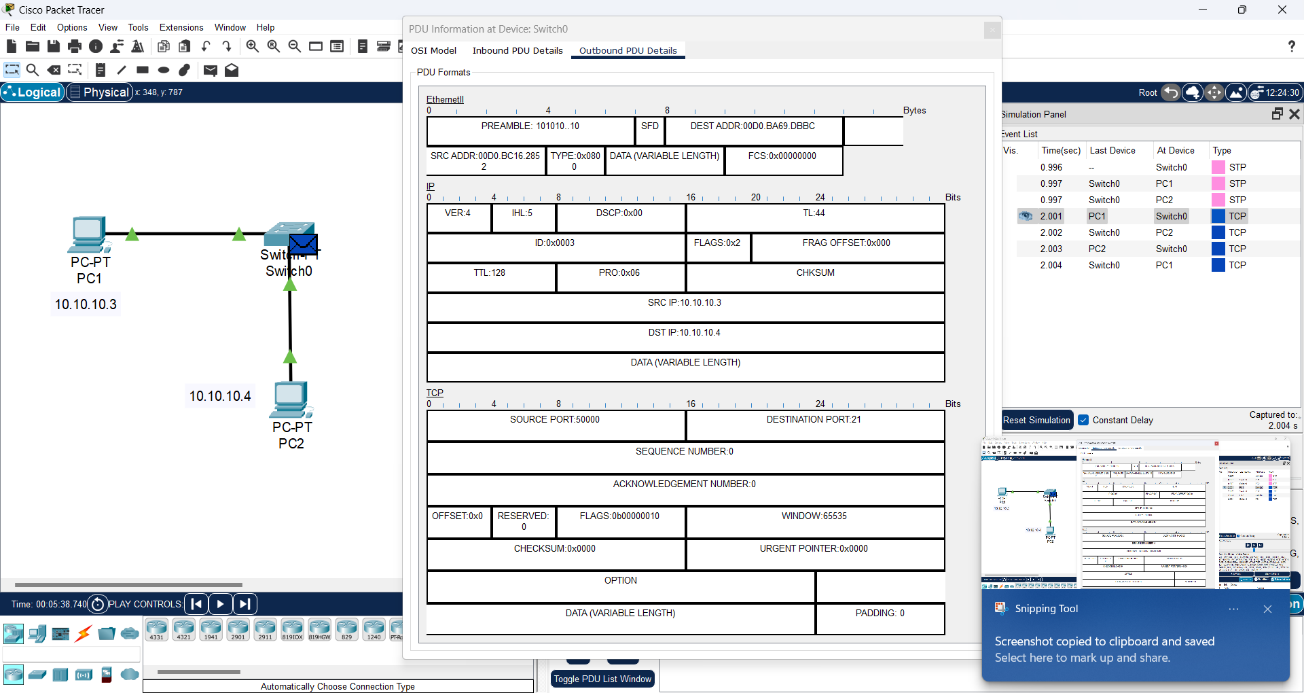 Cisco Packet Tracer
File Edit Options View Tools Extensions Window Help
?
Logical Physical x: 348, y: 787
Root 12:24:30
PC-PT
PC1
10.10.10.3
Switch0
10.10.10.4
PC-PT
PC2
PDU Information at Device: Switch0
OSI Model Inbound PDU Details Outbound PDU Details
PDU Formats
EthernetII
0 4 8 Bytes
PREAMBLE: 101010..10 SFD DEST ADDR:00D0.BA69.DBBC
SRC ADDR:00D0.BC16.285 TYPE:0x080 DATA (VARIABLE LENGTH) FCS:0x00000000
2 0
IP
0 4 8 16 20 24 Bits
VER:4 IHL:5 DSCP:0x00 TL:44
ID:0x0003 FLAGS:0x2 FRAG OFFSET:0x000
TTL:128 PRO:0x06 CHKSUM
SRC IP:10.10.10.3
DST IP:10.10.10.4
DATA (VARIABLE LENGTH)
TCP
0 4 8 16 24 Bits
SOURCE PORT:50000 DESTINATION PORT:21
SEQUENCE NUMBER:0
ACKNOWLEDGEMENT NUMBER:0
OFFSET:0x0 RESERVED: FLAGS:0b00000010 WINDOW:65535
0
CHECKSUM:0x0000 URGENT POINTER:0x0000
OPTION
DATA (VARIABLE LENGTH) PADDING: 0
Simulation Panel
Event List
Vis. Time(sec) Last Device At Device Type
0.996 -- Switch0 STP
0.997 Switch0 PC1 STP
0.997 Switch0 PC2 STP
2.001 PC1 Switch0 TCP
2.002 Switch0 PC2 TCP
2.003 PC2 Switch0 TCP
2.004 Switch0 PC1 TCP
Reset Simulation Constant Delay Captured to:
2.004 s
Snipping Tool
Screenshot copied to clipboard and saved
Select here to mark up and share.
Time: 00:05:38.740 PLAY CONTROLS:
4331 4321 1941 2901 2911 819IOX 819HGW 829 1240
Automatically Choose Connection Type
Toggle PDU List Window